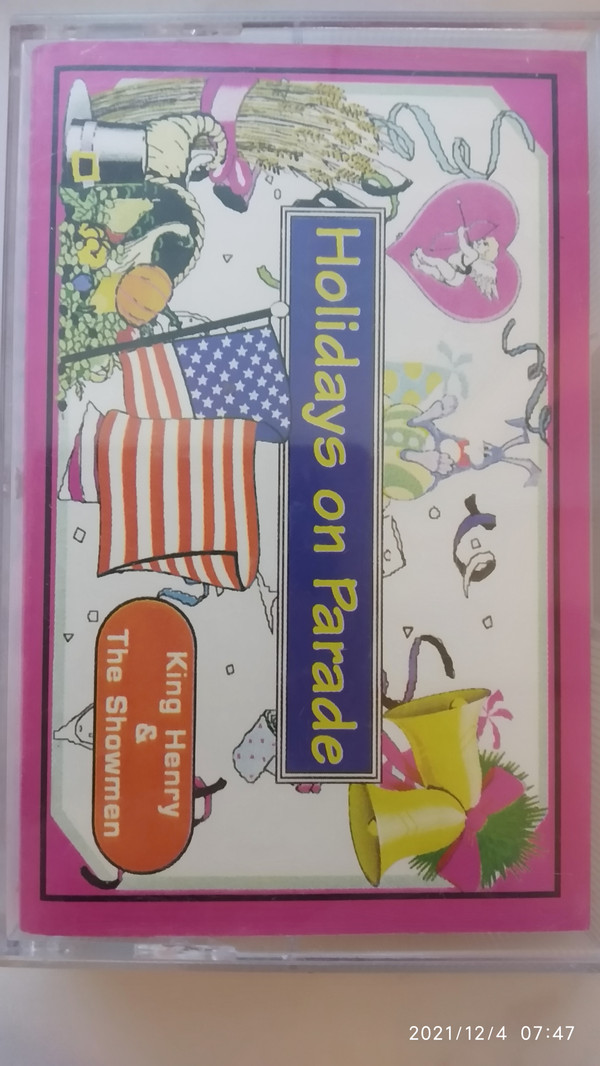 Holidays on Parade
King Henry
&
The Showmen
2021/12/4 07:47